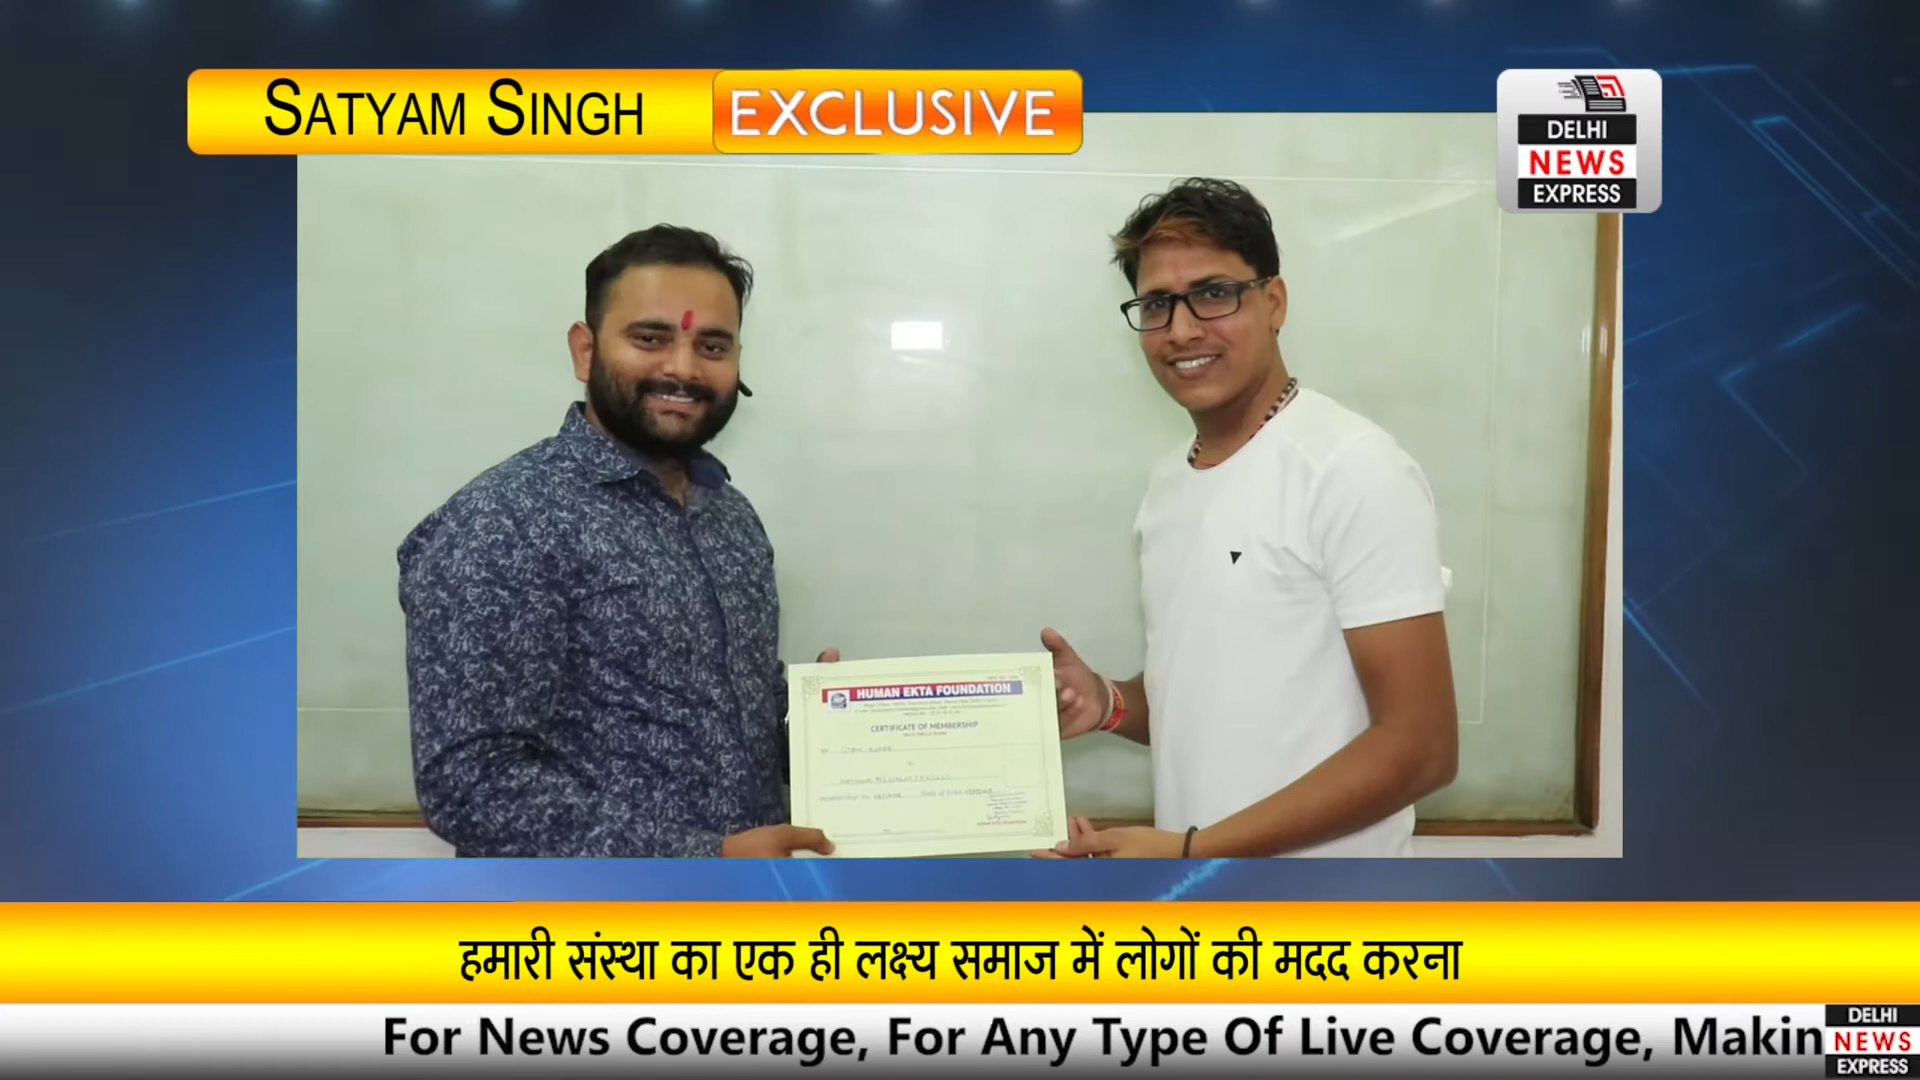 SATYAM SINGH
EXCLUSIVE
DELHI
NEWS
EXPRESS
HUMAN EKTA FOUNDATION
CERTIFICATE OF MEMBERSHIP
हमारी संस्था का एक ही लक्ष्य समाज में लोगों की मदद करना
For News Coverage, For Any Type Of Live Coverage, Makin
DELHI
NEWS
EXPRESS